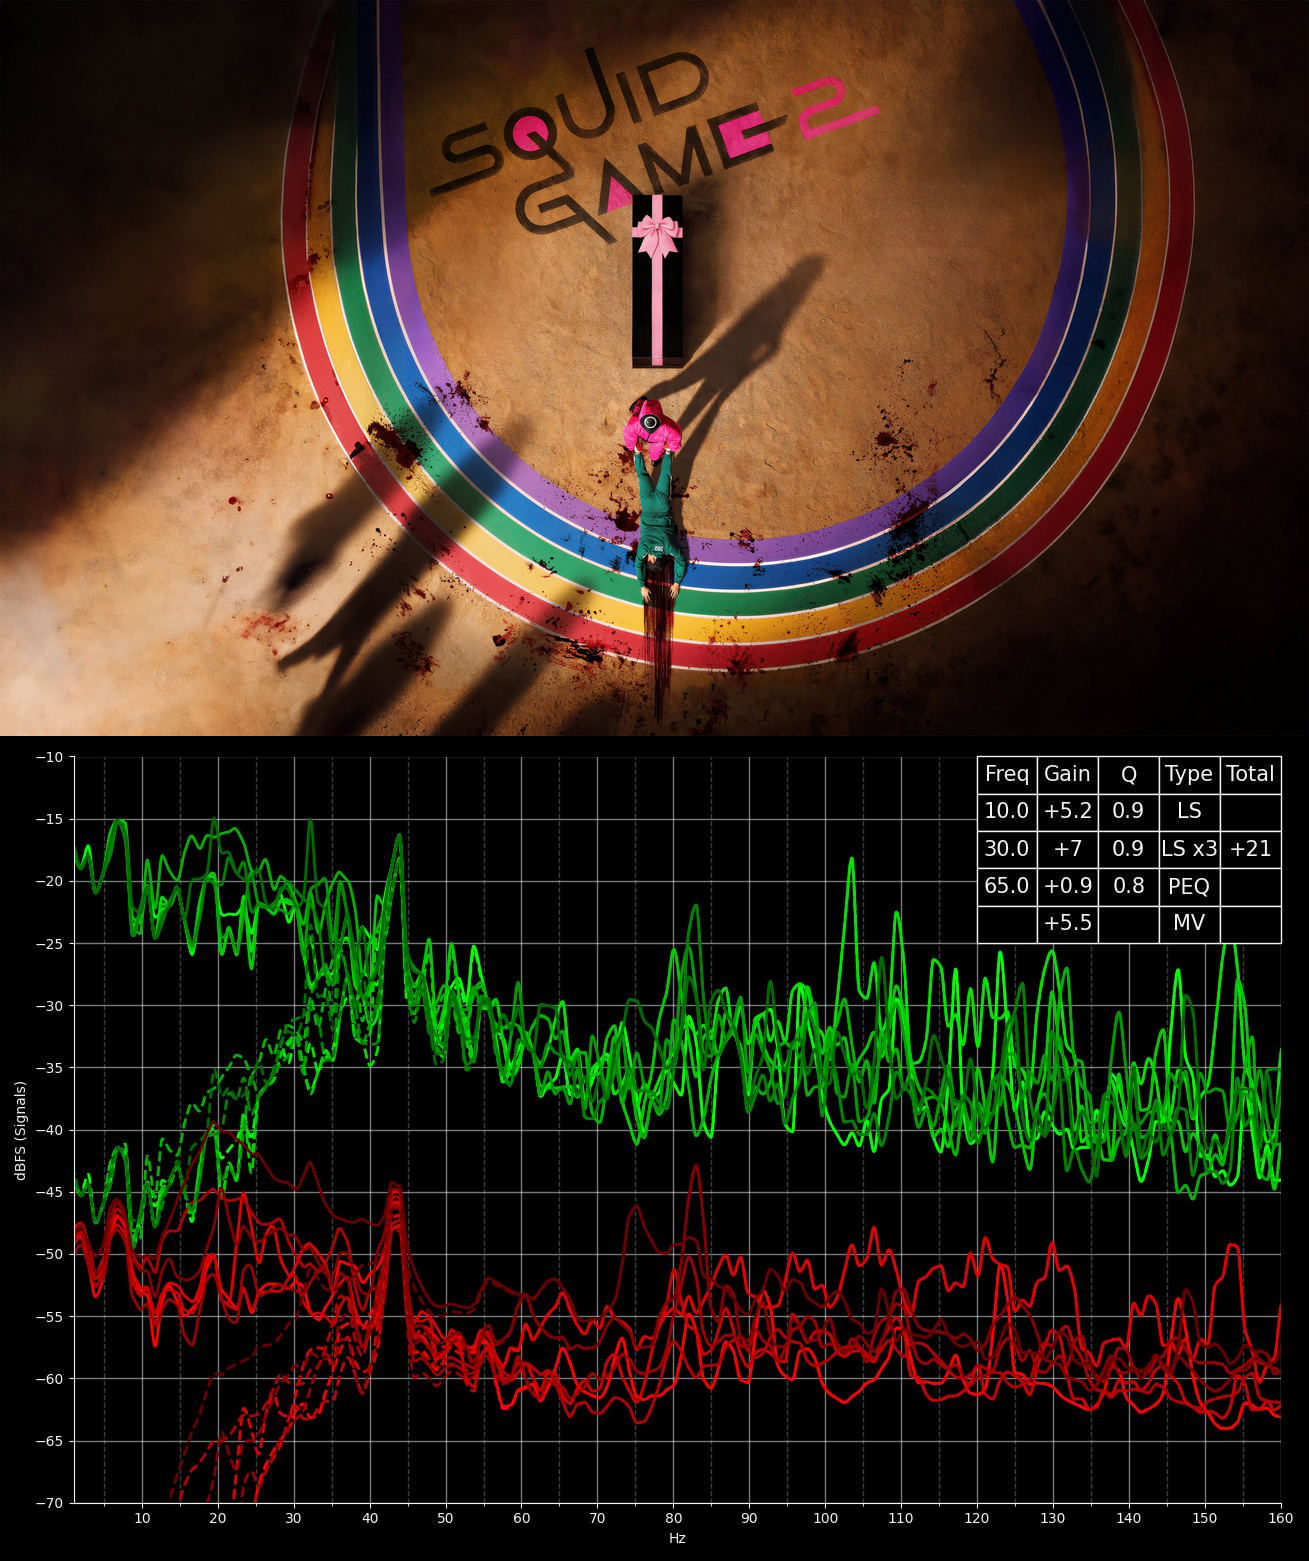 SQUID
GAME 2
Freq Gain Q Type Total
10.0 +5.2 0.9 LS
30.0 +7 0.9 LS x3 +21
65.0 +0.9 0.8 PEQ
+5.5 MV
−10
−15
−20
−25
−30
−35
−40
−45
−50
−55
−60
−65
−70
dBFS (Signals)
10 20 30 40 50 60 70 80 90 100 110 120 130 140 150 160
Hz